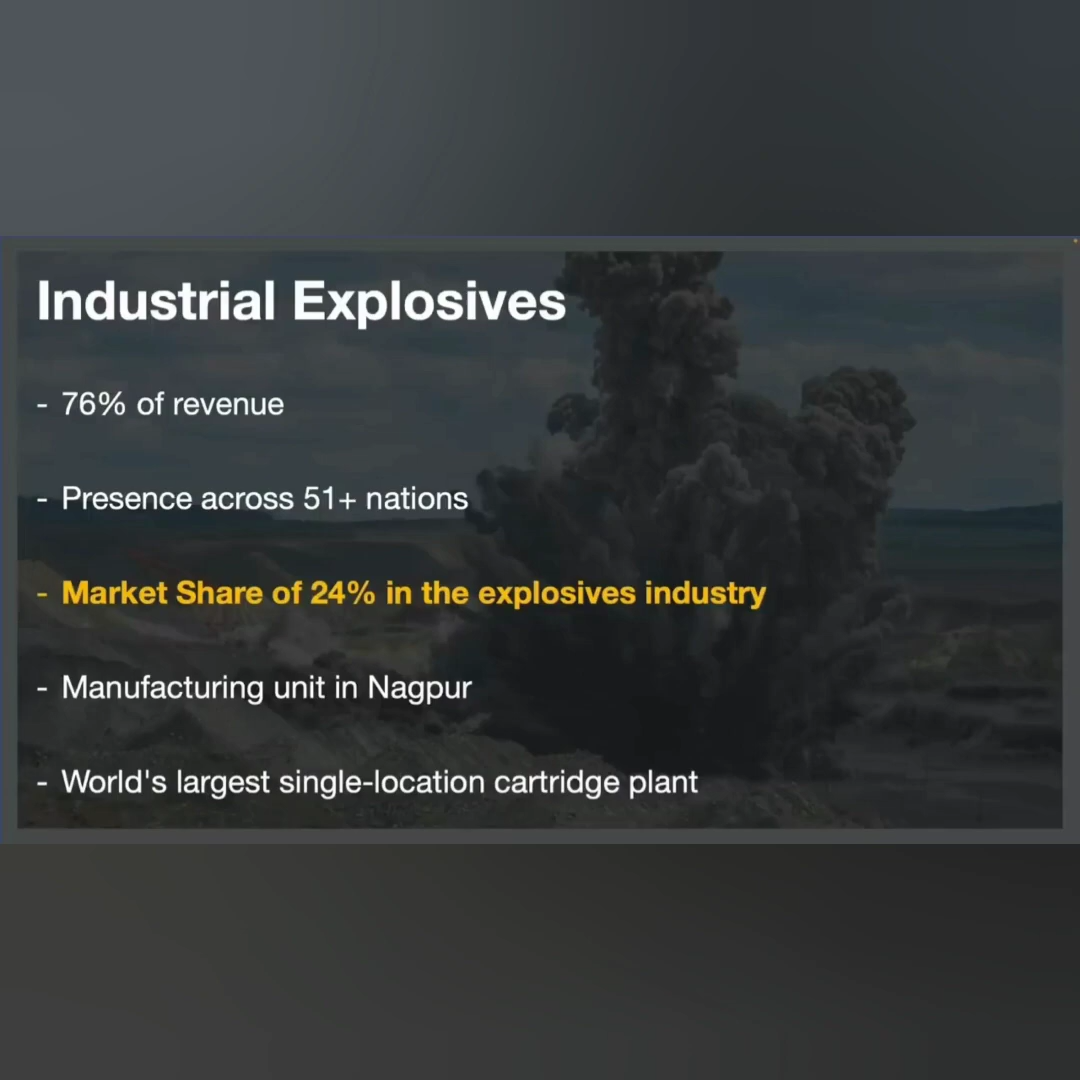 Industrial Explosives
- 76% of revenue
- Presence across 51+ nations
- Market Share of 24% in the explosives industry
- Manufacturing unit in Nagpur
- World's largest single-location cartridge plant